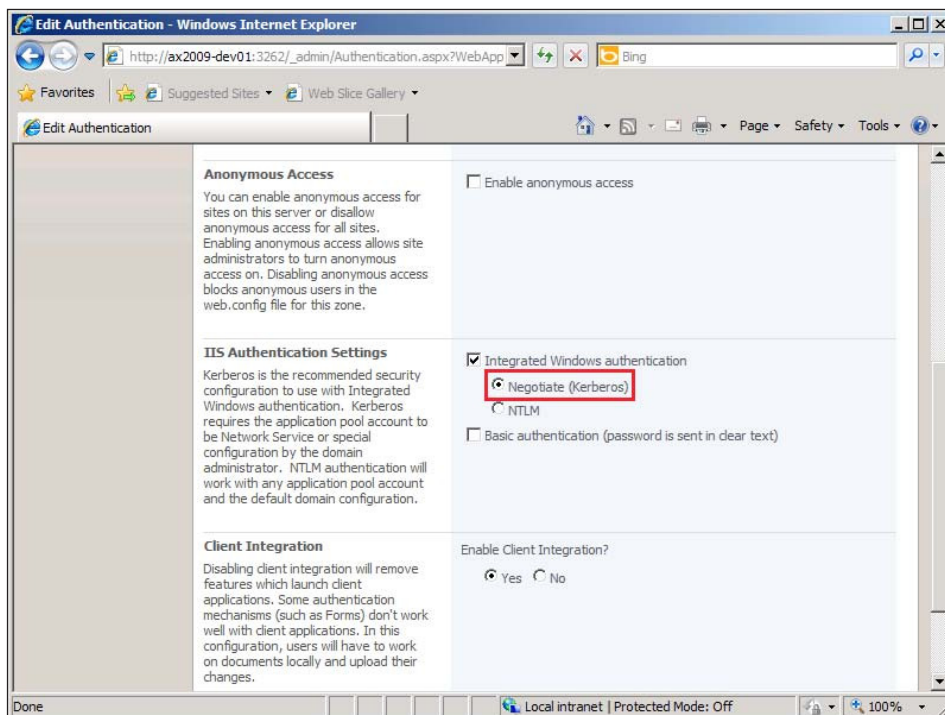 Edit Authentication - Windows Internet Explorer
http://ax2009-dev01:3262/_admin/Authentication.aspx?WebApp
Bing
Favorites
Suggested Sites
Web Slice Gallery
Edit Authentication
Page
Safety
Tools
Anonymous Access
You can enable anonymous access for
sites on this server or disallow
anonymous access for all sites.
Enabling anonymous access allows site
administrators to turn anonymous
access on. Disabling anonymous access
blocks anonymous users in the
web.config file for this zone.
Enable anonymous access
IIS Authentication Settings
Kerberos is the recommended security
configuration to use with Integrated
Windows authentication. Kerberos
requires the application pool account to
be Network Service or special
configuration by the domain
administrator. NTLM authentication will
work with any application pool account
and the default domain configuration.
Integrated Windows authentication
Negotiate (Kerberos)
NTLM
Basic authentication (password is sent in clear text)
Client Integration
Disabling client integration will remove
features which launch client
applications. Some authentication
mechanisms (such as Forms) don't work
well with client applications. In this
configuration, users will have to work
on documents locally and upload their
changes.
Enable Client Integration?
Yes No
Done
Local intranet | Protected Mode: Off
100%